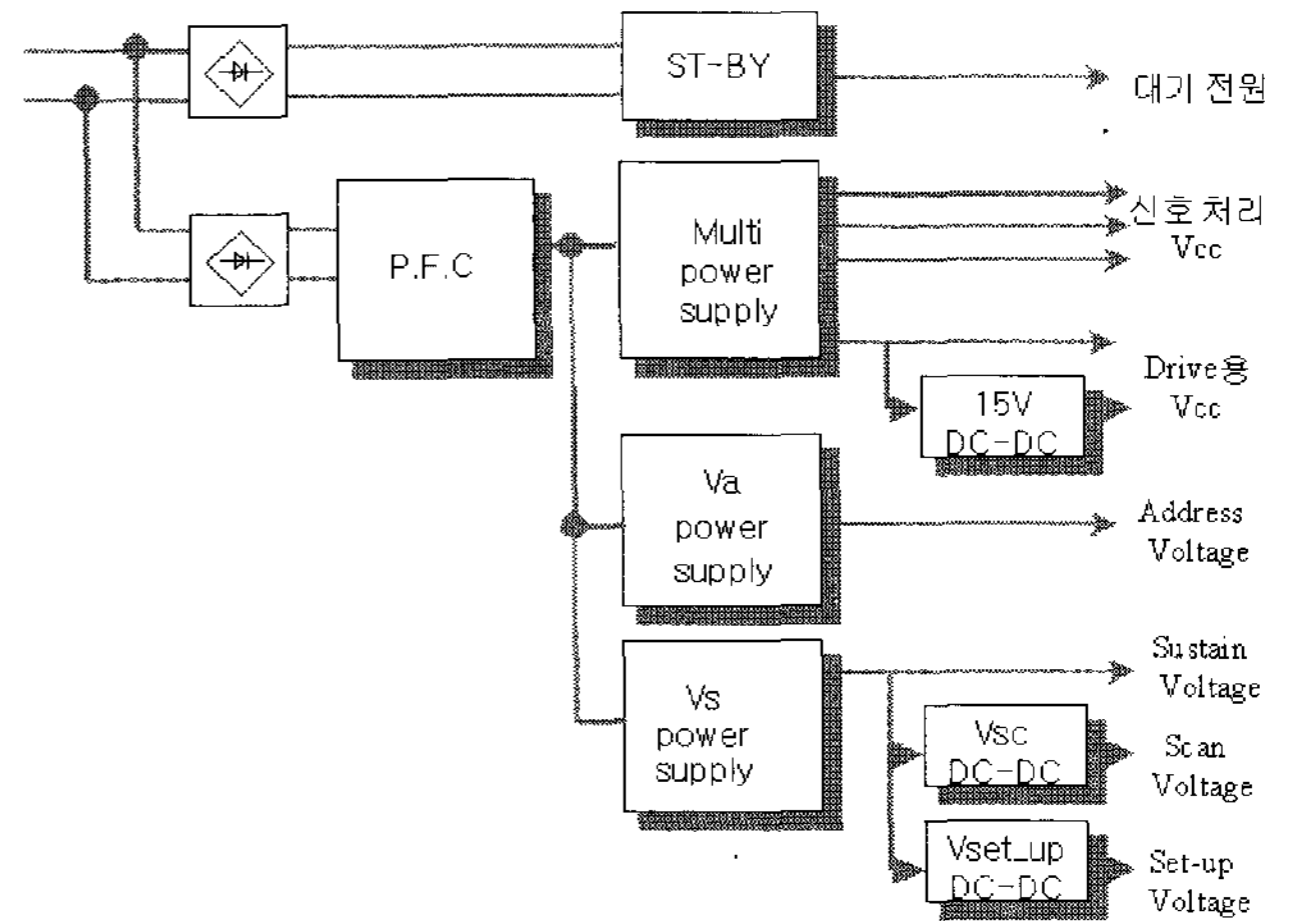 ST-BY
대기 전원
P.F.C
Multi
power
supply
신호 처리
Vcc
Drive용
Vcc
15V
DC-DC
Va
power
supply
Address
Voltage
Vs
power
supply
Sustain
Voltage
Vsc
DC-DC
Scan
Voltage
Vset_up
DC-DC
Set-up
Voltage